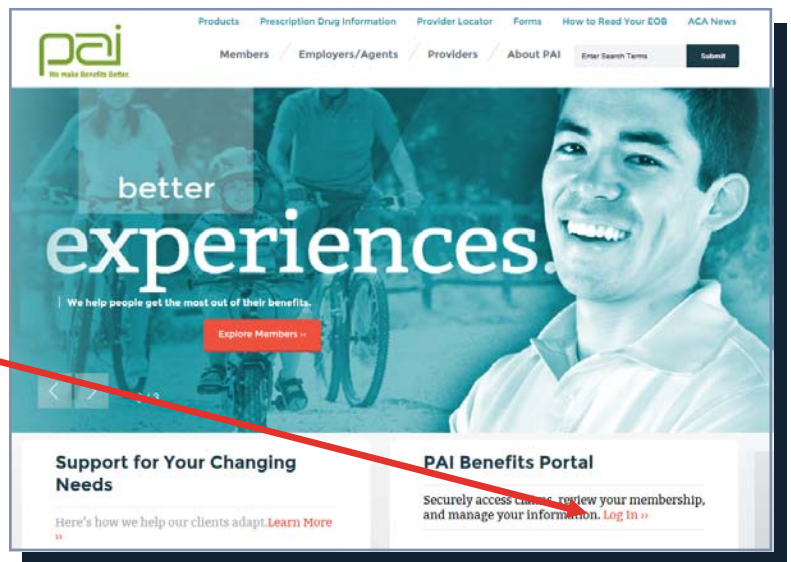 Products Prescription Drug Information Provider Locator Forms How to Read Your EOB ACA News
pai
We make Benefits Better.
Members / Employers/Agents / Providers / About PAI Enter Search Terms Submit
better
experiences.
We help people get the most out of their benefits.
Explore Members »
< >
Support for Your Changing
Needs
Here's how we help our clients adapt.Learn More
»
PAI Benefits Portal
Securely access claims, review your membership,
and manage your information. Log In »